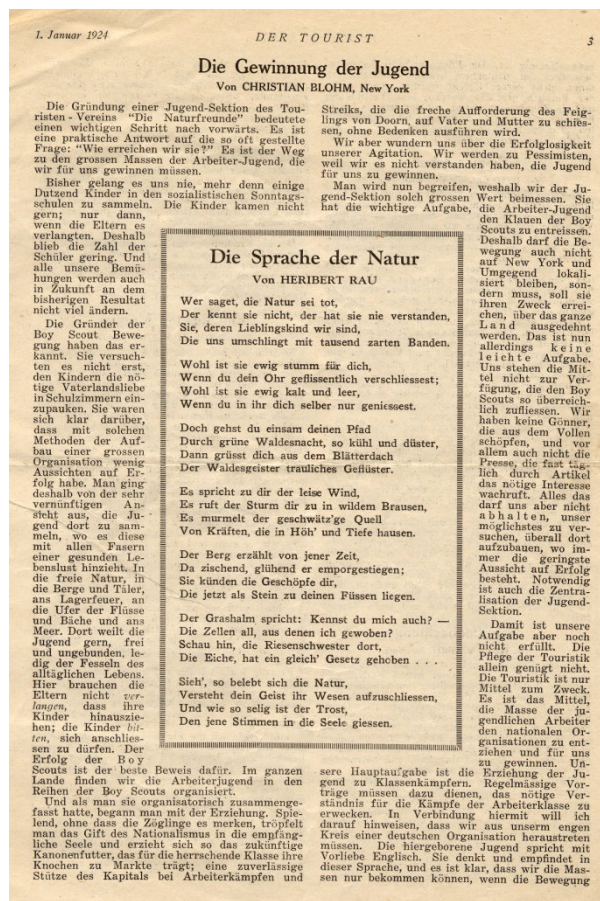 1. Januar 1924
DER TOURIST
3
Die Gewinnung der Jugend
Von CHRISTIAN BLOHM, New York
Die Gründung einer Jugend-Sektion des Tou-
risten-Vereins "Die Naturfreunde" bedeutete
einen wichtigen Schritt nach vorwärts. Es ist
eine praktische Antwort auf die so oft gestellte
Frage: "Wie erreichen wir sie?" Es ist der Weg
zu den grossen Massen der Arbeiter-Jugend, die
wir für uns gewinnen müssen.
Bisher gelang es uns nie, mehr denn einige
Dutzend Kinder in den sozialistischen Sonntags-
schulen zu sammeln. Die Kinder kamen nicht
gern; nur dann,
wenn die Eltern es
verlangten. Deshalb
blieb die Zahl der
Schüler gering. Und
alle unsere Bemü-
hungen werden auch
in Zukunft an dem
bisherigen Resultat
nicht viel ändern.
Die Gründer der
Boy Scout Bewe-
gung haben das er-
kannt. Sie versuch-
ten es nicht erst,
den Kindern die nö-
tige Vaterlandsliebe
in Schulzimmern ein-
zupauken. Sie waren
sich klar darüber,
dass mit solchen
Methoden der Auf-
bau einer grossen
Organisation wenig
Aussichten auf Er-
folg habe. Man ging
deshalb von der sehr
vernünftigen An-
sicht aus, die Ju-
gend dort zu sam-
meln, wo es diese
mit allen Fasern
einer gesunden Le-
benslust hinzieht. In
die freie Natur, in
die Berge und Täler,
ans Lagerfeuer, an
die Ufer der Flüsse
und Bäche und ans
Meer. Dort weilt die
Jugend gern, frei
und ungebunden, le-
dig der Fesseln des
alltäglichen Lebens.
Hier brauchen die
Eltern nicht ver-
langen, dass ihre
Kinder hinauszie-
hen; die Kinder bit-
ten, sich anschlies-
sen zu dürfen. Der
Erfolg der Boy
Scouts ist der beste Beweis dafür. Im ganzen
Lande finden wir die Arbeiterjugend in den
Reihen der Boy Scouts organisiert.
Und als man sie organisatorisch zusammenge-
fasst hatte, begann man mit der Erziehung. Spie-
lend, ohne dass die Zöglinge es merken, tröpfelt
man das Gift des Nationalismus in die empfäng-
liche Seele und erzieht sich so das zukünftige
Kanonenfutter, das für die herrschende Klasse ihre
Knochen zu Markte trägt; eine zuverlässige
Stütze des Kapitals bei Arbeiterkämpfen und
Die Sprache der Natur
Von HERIBERT RAU
Wer saget, die Natur sei tot,
Der kennt sie nicht, der hat sie nie verstanden,
Sie, deren Lieblingskind wir sind,
Die uns umschlingt mit tausend zarten Banden.
Wohl ist sie ewig stumm für dich,
Wenn du dein Ohr geflissentlich verschliessest;
Wohl ist sie ewig kalt und leer,
Wenn du in ihr dich selber nur geniessest.
Doch gehst du einsam deinen Pfad
Durch grüne Waldesnacht, so kühl und düster,
Dann grüsst dich aus dem Blätterdach
Der Waldesgeister trauliches Geflüster.
Es spricht zu dir der leise Wind,
Es ruft der Sturm dir zu in wildem Brausen,
Es murmelt der geschwätz'ge Quell
Von Kräften, die in Höh' und Tiefe hausen.
Der Berg erzählt von jener Zeit,
Da zischend, glühend er emporgestiegen;
Sie künden die Geschöpfe dir,
Die jetzt als Stein zu deinen Füssen liegen.
Der Grashalm spricht: Kennst du mich auch? —
Die Zellen all, aus denen ich gewoben?
Schau hin, die Riesenschwester dort,
Die Eiche, hat ein gleich' Gesetz gehoben . . .
Sich', so belebt sich die Natur,
Versteht dein Geist ihr Wesen aufzuschliessen,
Und wie so selig ist der Trost,
Den jene Stimmen in die Seele giessen.
Streiks, die die freche Aufforderung des Feig-
lings von Doorn, auf Vater und Mutter zu schies-
sen, ohne Bedenken ausführen wird.
Wir aber wundern uns über die Erfolglosigkeit
unserer Agitation. Wir werden zu Pessimisten,
weil wir es nicht verstanden haben, die Jugend
für uns zu gewinnen.
Man wird nun begreifen, weshalb wir der Ju-
gend-Sektion solch grossen Wert beimessen. Sie
hat die wichtige Aufgabe, die Arbeiter-Jugend
den Klauen der Boy
Scouts zu entreissen.
Deshalb darf die Be-
wegung auch nicht
auf New York und
Umgegend lokali-
siert bleiben, son-
dern muss, soll sie
ihren Zweck errei-
chen, über das ganze
Land ausgedehnt
werden. Das ist nun
allerdings keine
leichte Aufgabe.
Uns stehen die Mit-
tel nicht zur Ver-
fügung, die den Boy
Scouts so überreich-
lich zufliessen. Wir
haben keine Gönner,
die aus dem Vollen
schöpfen, und vor
allem auch nicht die
Presse, die fast täg-
lich durch Artikel
das nötige Interesse
wachruft. Alles das
darf uns aber nicht
abhalten, unser
möglichstes zu ver-
suchen, überall dort
aufzubauen, wo im-
mer die geringste
Aussicht auf Erfolg
besteht. Notwendig
ist auch die Zentra-
lisation der Jugend-
Sektion.
Damit ist unsere
Aufgabe aber noch
nicht erfüllt. Die
Pflege der Touristik
allein genügt nicht.
Die Touristik ist nur
Mittel zum Zweck.
Es ist das Mittel,
die Masse der ju-
gendlichen Arbeiter
den nationalen Or-
ganisationen zu ent-
ziehen und für uns
zu gewinnen. Un-
sere Hauptaufgabe ist die Erziehung der Ju-
gend zu Klassenkämpfern. Regelmässige Vor-
träge müssen dazu dienen, das nötige Ver-
ständnis für die Kämpfe der Arbeiterklasse zu
erwecken. In Verbindung hiermit will ich
darauf hinweisen, dass wir aus unserm engen
Kreis einer deutschen Organisation heraustreten
müssen. Die hiergeborene Jugend spricht mit
Vorliebe Englisch. Sie denkt und empfindet in
dieser Sprache, und es ist klar, dass wir die Mas-
sen nur bekommen können, wenn die Bewegung